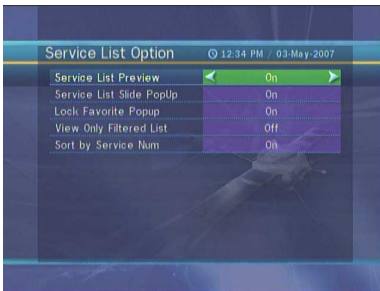 Service List Option 12:34 PM / 03-May-2007
Service List Preview On
Service List Slide PopUp On
Lock Favorite Popup On
View Only Filtered List Off
Sort by Service Num On